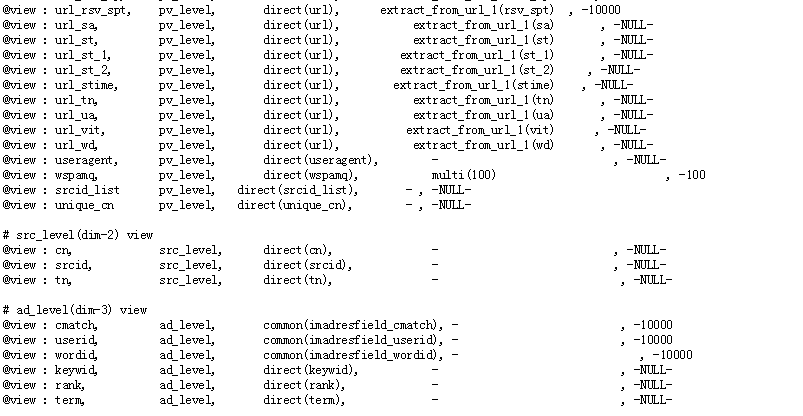 @view : url_rsv_spt, pv_level, direct(url), extract_from_url_1(rsv_spt) , -10000
@view : url_sa, pv_level, direct(url), extract_from_url_1(sa) , -NULL-
@view : url_st, pv_level, direct(url), extract_from_url_1(st) , -NULL-
@view : url_st_1, pv_level, direct(url), extract_from_url_1(st_1) , -NULL-
@view : url_st_2, pv_level, direct(url), extract_from_url_1(st_2) , -NULL-
@view : url_stime, pv_level, direct(url), extract_from_url_1(stime) , -NULL-
@view : url_tn, pv_level, direct(url), extract_from_url_1(tn) , -NULL-
@view : url_ua, pv_level, direct(url), extract_from_url_1(ua) , -NULL-
@view : url_vit, pv_level, direct(url), extract_from_url_1(vit) , -NULL-
@view : url_wd, pv_level, direct(url), extract_from_url_1(wd) , -NULL-
@view : useragent, pv_level, direct(useragent), - , -NULL-
@view : wspamq, pv_level, direct(wspamq), multi(100) , -100
@view : srcid_list pv_level, direct(srcid_list), - , -NULL-
@view : unique_cn pv_level, direct(unique_cn), - , -NULL-
# src_level(dim-2) view
@view : cn, src_level, direct(cn), - , -NULL-
@view : srcid, src_level, direct(srcid), - , -NULL-
@view : tn, src_level, direct(tn), - , -NULL-
# ad_level(dim-3) view
@view : cmatch, ad_level, common(imadresfield_cmatch), - , -10000
@view : userid, ad_level, common(imadresfield_userid), - , -10000
@view : wordid, ad_level, common(imadresfield_wordid), - , -10000
@view : keywid, ad_level, direct(keywid), - , -NULL-
@view : rank, ad_level, direct(rank), - , -NULL-
@view : term, ad_level, direct(term), - , -NULL-